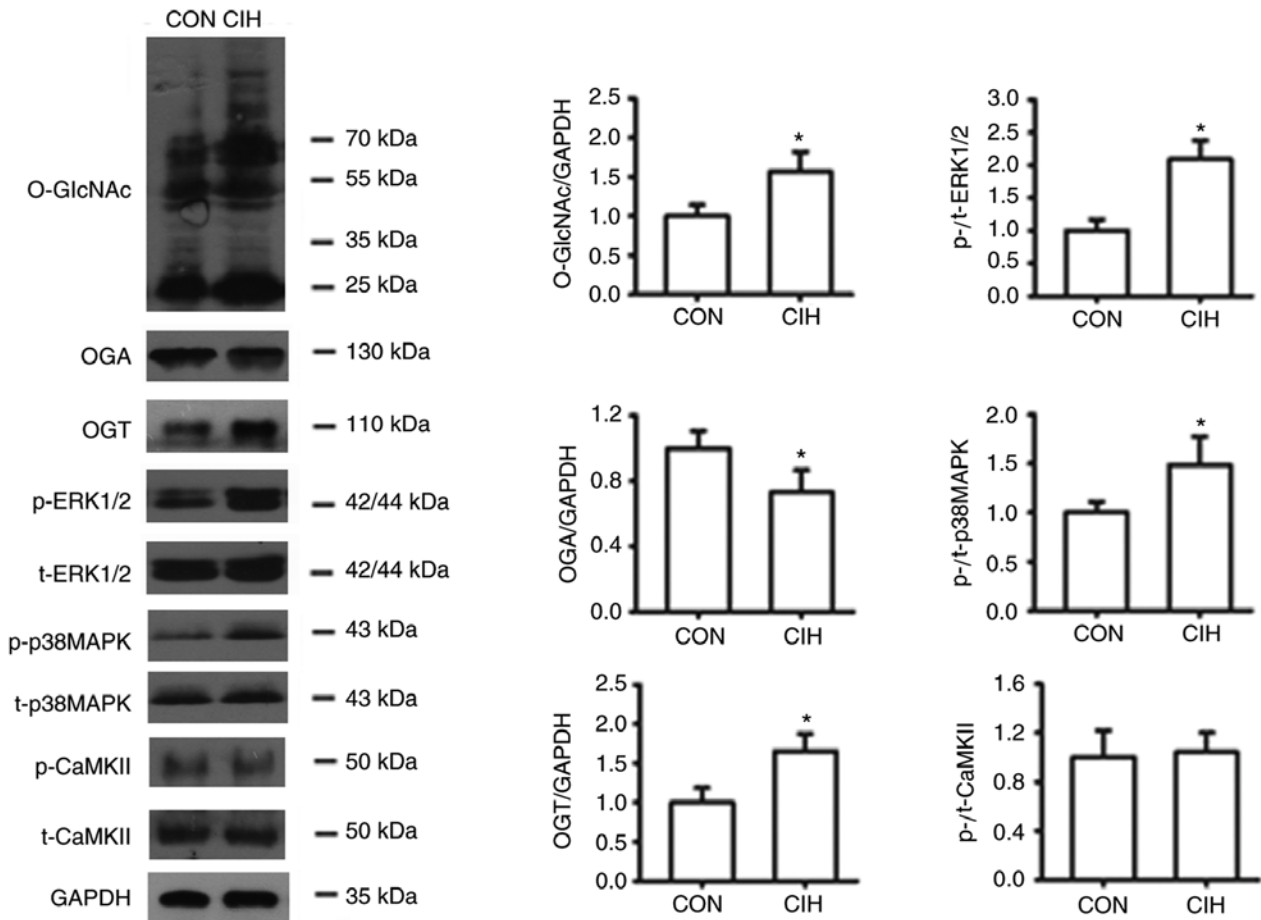 CON CIH
O-GlcNAc
70 kDa
55 kDa
35 kDa
25 kDa
OGA
130 kDa
OGT
110 kDa
p-ERK1/2
42/44 kDa
t-ERK1/2
42/44 kDa
p-p38MAPK
43 kDa
t-p38MAPK
43 kDa
p-CaMKII
50 kDa
t-CaMKII
50 kDa
GAPDH
35 kDa
O-GlcNAc/GAPDH
2.5
2.0
1.5
1.0
0.5
0.0
*
CON CIH
p-/t-ERK1/2
3.0
2.5
2.0
1.5
1.0
0.5
0.0
*
CON CIH
OGA/GAPDH
1.2
0.8
0.4
0.0
*
CON CIH
p-/t-p38MAPK
2.0
1.5
1.0
0.5
0.0
*
CON CIH
OGT/GAPDH
2.5
2.0
1.5
1.0
0.5
0.0
*
CON CIH
p-/t-CaMKII
1.6
1.2
0.8
0.4
0.0
CON CIH